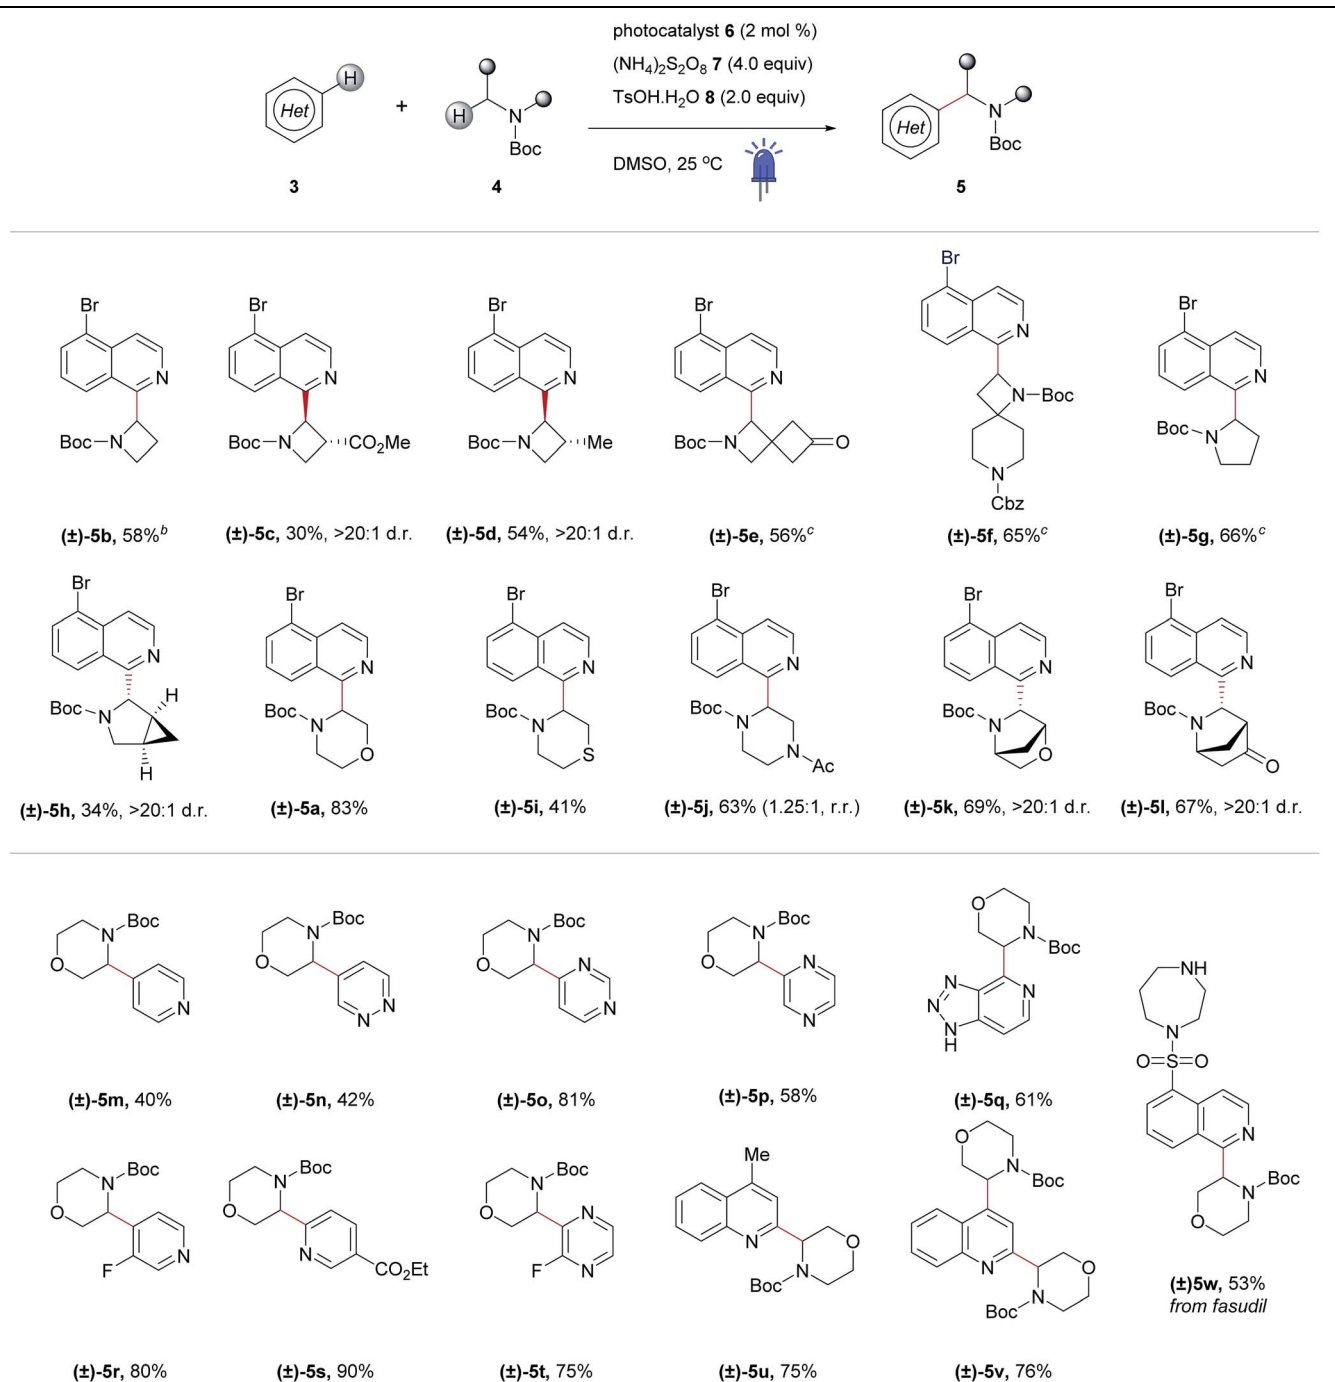 photocatalyst 6 (2 mol %)
(NH4)2S2O8 7 (4.0 equiv)
TsOH.H2O 8 (2.0 equiv)
H
Het
+
H
N
Boc
DMSO, 25 °C
Het
N
Boc
3
4
5
Br
N
Boc
N
(±)-5b, 58%b
Br
N
Boc
N
CO2Me
(±)-5c, 30%, >20:1 d.r.
Br
N
Boc
N
Me
(±)-5d, 54%, >20:1 d.r.
Br
N
Boc
N
O
(±)-5e, 56%c
Br
N
N
Boc
N
Cbz
(±)-5f, 65%c
Br
N
Boc
N
(±)-5g, 66%c
Br
N
Boc
N
H
H
(±)-5h, 34%, >20:1 d.r.
Br
N
Boc
N
O
(±)-5a, 83%
Br
N
Boc
N
S
(±)-5i, 41%
Br
N
Boc
N
N
Ac
(±)-5j, 63% (1.25:1, r.r.)
Br
N
Boc
N
O
(±)-5k, 69%, >20:1 d.r.
Br
N
Boc
N
O
(±)-5l, 67%, >20:1 d.r.
Boc
N
O
N
(±)-5m, 40%
Boc
N
O
N
N
(±)-5n, 42%
Boc
N
O
N
N
(±)-5o, 81%
Boc
N
O
N
N
(±)-5p, 58%
O
N
Boc
N
N
N
N
H
(±)-5q, 61%
Boc
N
O
F
N
(±)-5r, 80%
Boc
N
O
N
CO2Et
(±)-5s, 90%
Boc
N
O
N
F
N
(±)-5t, 75%
Me
N
O
N
Boc
(±)-5u, 75%
O
N
Boc
N
O
N
Boc
(±)-5v, 76%
NH
N
O=S=O
N
N
Boc
O
(±)5w, 53%
from fasudil